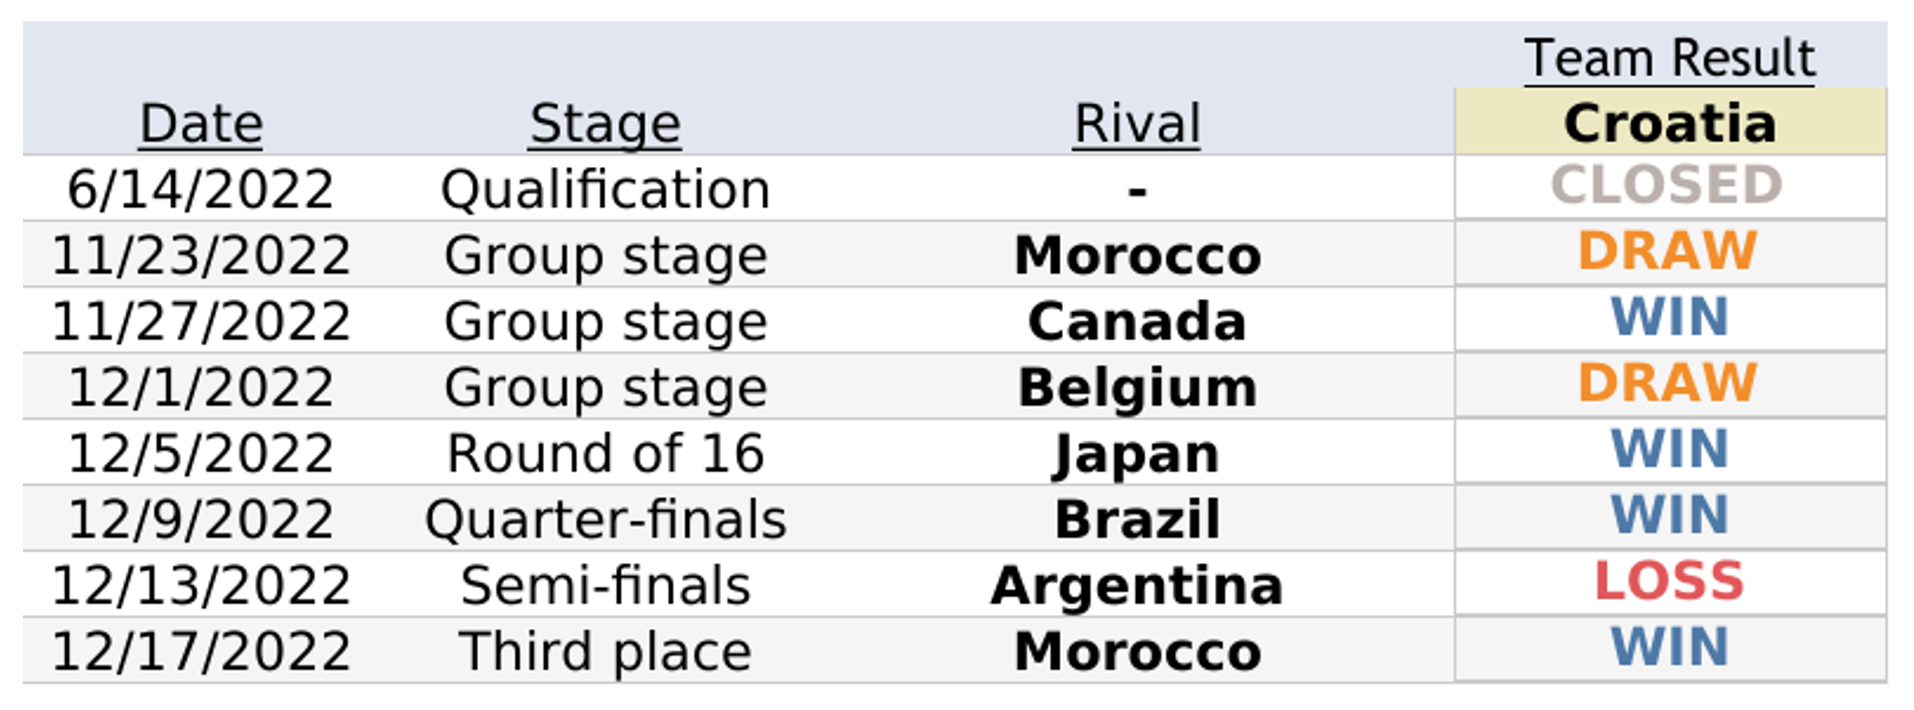 Team Result
Date Stage Rival Croatia
6/14/2022 Qualification - CLOSED
11/23/2022 Group stage Morocco DRAW
11/27/2022 Group stage Canada WIN
12/1/2022 Group stage Belgium DRAW
12/5/2022 Round of 16 Japan WIN
12/9/2022 Quarter-finals Brazil WIN
12/13/2022 Semi-finals Argentina LOSS
12/17/2022 Third place Morocco WIN